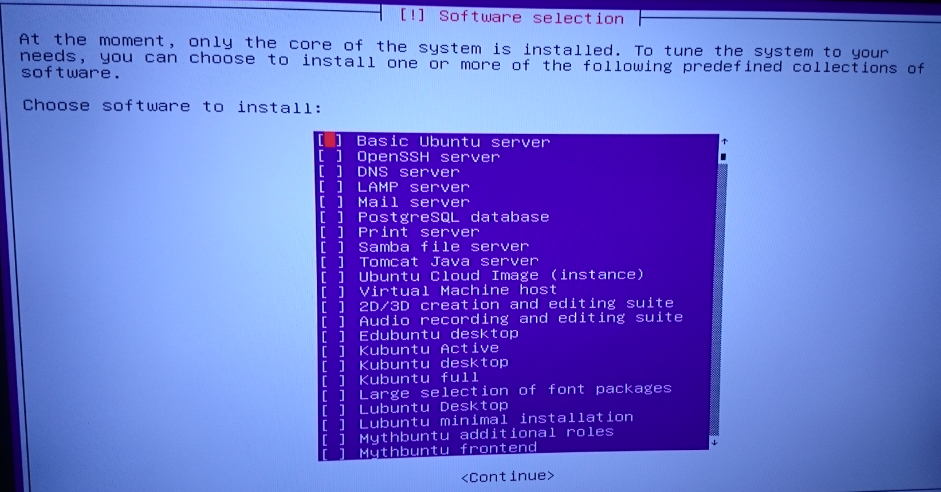 [!] Software selection
At the moment, only the core of the system is installed. To tune the system to your
needs, you can choose to install one or more of the following predefined collections of
software.
Choose software to install:
[ ] Basic Ubuntu server
[ ] OpenSSH server
[ ] DNS server
[ ] LAMP server
[ ] Mail server
[ ] PostgreSQL database
[ ] Print server
[ ] Samba file server
[ ] Tomcat Java server
[ ] Ubuntu Cloud Image (instance)
[ ] Virtual Machine host
[ ] 2D/3D creation and editing suite
[ ] Audio recording and editing suite
[ ] Edubuntu desktop
[ ] Kubuntu Active
[ ] Kubuntu desktop
[ ] Kubuntu full
[ ] Large selection of font packages
[ ] Lubuntu Desktop
[ ] Lubuntu minimal installation
[ ] Mythbuntu additional roles
[ ] Mythbuntu frontend
<Continue>